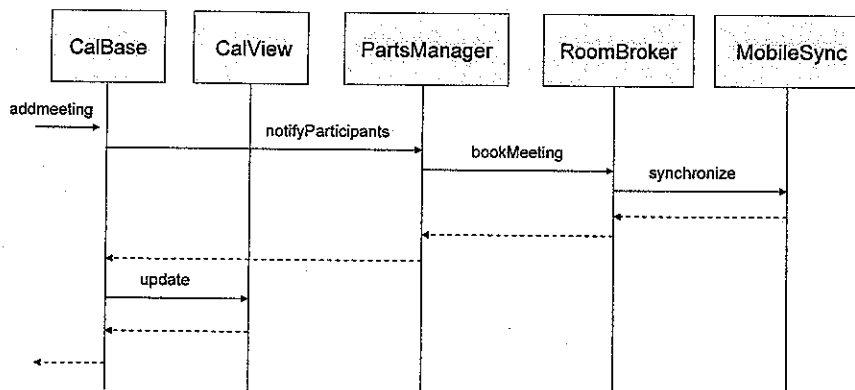 CalBase
CalView
PartsManager
RoomBroker
MobileSync
addmeeting
notifyParticipants
bookMeeting
synchronize
update